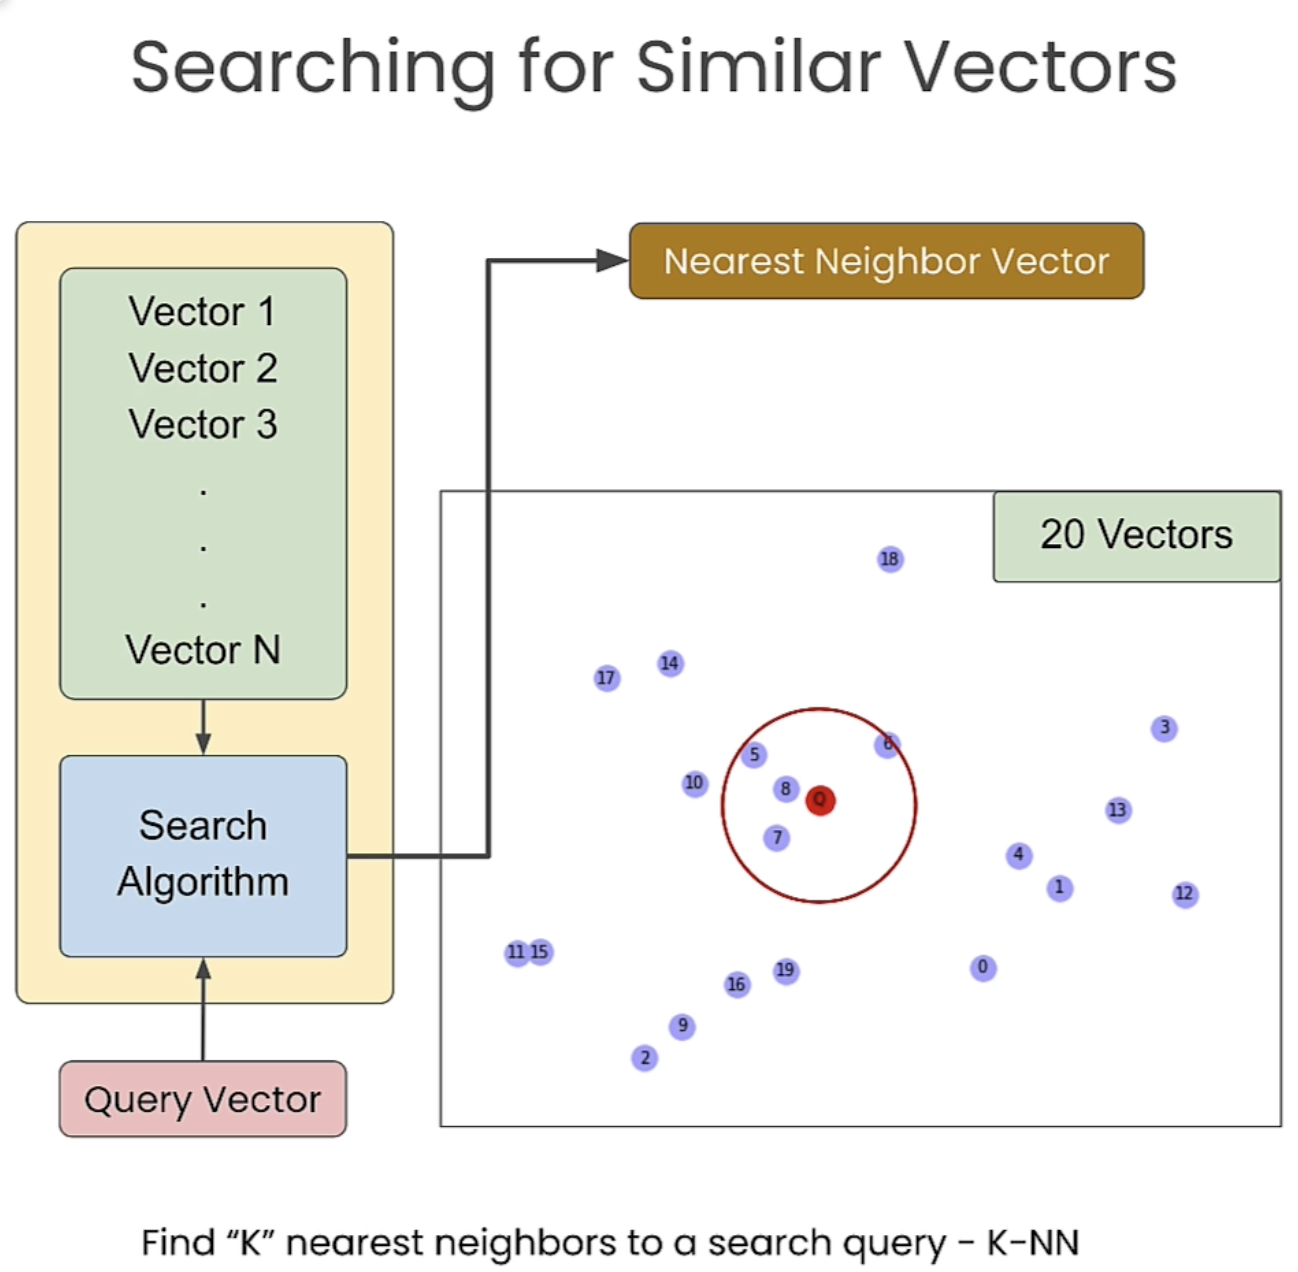 Searching for Similar Vectors
Nearest Neighbor Vector
Vector 1
Vector 2
Vector 3
.
.
.
Vector N
Search
Algorithm
Query Vector
20 Vectors
18
14
17
3
6
5
10
8
Q
13
7
4
1
12
11 15
0
19
16
9
2
Find “K” nearest neighbors to a search query - K-NN